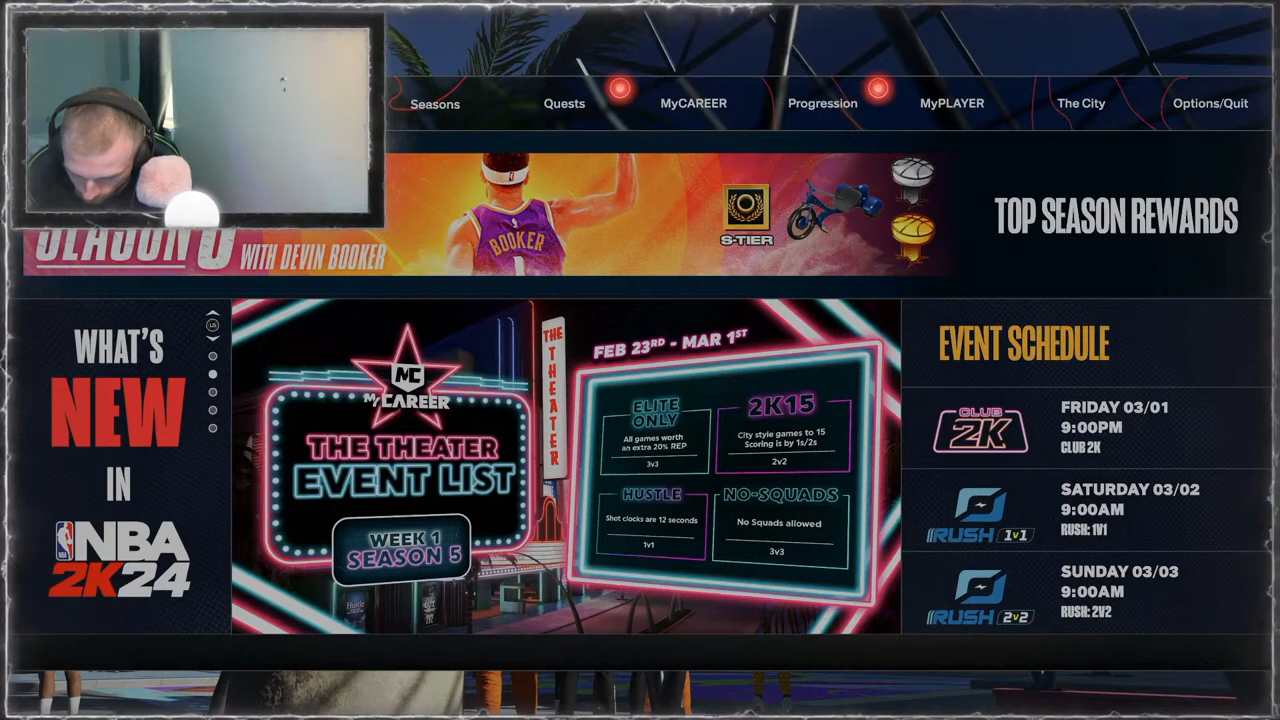 Seasons
Quests
MyCAREER
Progression
MyPLAYER
The City
Options/Quit
WITH DEVIN BOOKER
BOOKER
1
S-TIER
TOP SEASON REWARDS
WHAT'S
NEW
IN
NBA
2K24
LS
MC
MyCAREER
THE THEATER
EVENT LIST
WEEK 1
SEASON 5
THE THEATER
FEB 23RD - MAR 1ST
ELITE
ONLY
All games worth
an extra 20% REP
3v3
2K15
City style games to 15
Scoring is by 1s/2s
2v2
HUSTLE
Shot clocks are 12 seconds
1v1
NO-SQUADS
No Squads allowed
3v3
EVENT SCHEDULE
CLUB
2K
FRIDAY 03/01
9:00PM
CLUB 2K
RUSH 1v1
SATURDAY 03/02
9:00AM
RUSH: 1V1
RUSH 2v2
SUNDAY 03/03
9:00AM
RUSH: 2V2